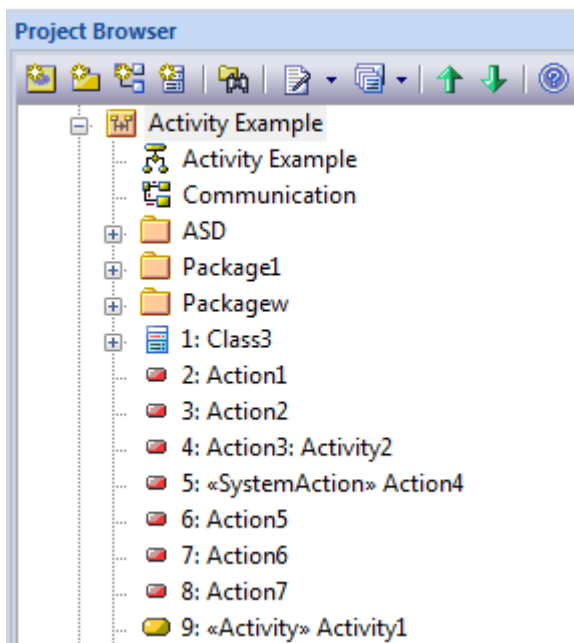 Project Browser
Activity Example
Activity Example
Communication
ASD
Package1
Packagew
1: Class3
2: Action1
3: Action2
4: Action3: Activity2
5: «SystemAction» Action4
6: Action5
7: Action6
8: Action7
9: «Activity» Activity1